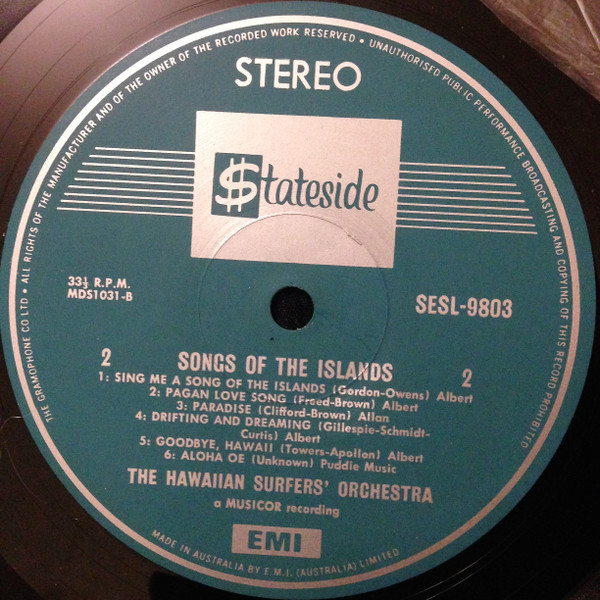 THE GRAMOPHONE CO LTD • ALL RIGHTS OF THE MANUFACTURER AND OF THE OWNER OF THE RECORDED WORK RESERVED • UNAUTHORISED PUBLIC PERFORMANCE BROADCASTING AND COPYING OF THIS RECORD PROHIBITED
STEREO
$tateside
33⅓ R.P.M.
MDS1031-B
SESL-9803
2 SONGS OF THE ISLANDS 2
1: SING ME A SONG OF THE ISLANDS (Gordon-Owens) Albert
2: PAGAN LOVE SONG (Freed-Brown) Albert
3: PARADISE (Clifford-Brown) Allan
4: DRIFTING AND DREAMING (Gillespie-Schmidt-
Curtis) Albert
5: GOODBYE, HAWAII (Towers-Apollon) Albert
6: ALOHA OE (Unknown) Puddie Music
THE HAWAIIAN SURFERS' ORCHESTRA
a MUSICOR recording
EMI
MADE IN AUSTRALIA BY E.M.I. (AUSTRALIA) LIMITED